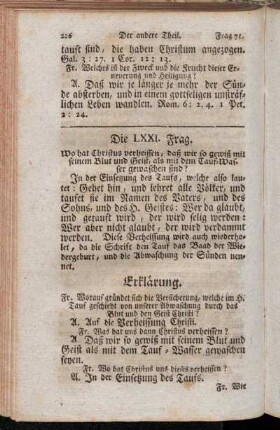 226 Der andere Theil. Frag 71.
tauft sind, die haben Christum angezogen.
Gal. 3: 27. 1 Cor. 12: 13.
Fr. Welches ist der Zweck und die Frucht dieser Er-
neuerung und Heiligung?
A. Daß wir je länger je mehr der Sün-
de absterben, und in einem gottseligen unsträf-
lichen Leben wandlen. Rom. 6: 2. 4. 1 Pet.
2: 24.
Die LXXI. Frag.
Wo hat Christus verheissen, daß wir so gewiß mit
seinem Blut und Geist, als mit dem Tauf-Was-
ser gewaschen sind?
In der Einsetzung des Taufs, welche also lau-
tet: Gehet hin, und lehret alle Völker, und
taufet sie im Namen des Vaters, und des
Sohns, und des H. Geistes: Wer da glaubt,
und getauft wird, der wird selig werden:
Wer aber nicht glaubt, der wird verdammt
werden. Diese Verheissung wird auch wiederho-
let, da die Schrift den Tauf das Baad der Wie-
dergeburt, und die Abwaschung der Sünden nen-
net.
Erklärung.
Fr. Worauf gründet sich die Versicherung, welche im H.
Tauf geschieht von unserer Abwaschung durch das
Blut und den Geist Christi?
A. Auf die Verheissung Christi.
Fr. Was hat uns dann Christus verheissen?
A. Daß wir so gewiß mit seinem Blut und
Geist als mit dem Tauf-Wasser gewaschen
seyen.
Fr. Wo hat Christus uns dieses verheissen?
A. In der Einsetzung des Taufs.
Fr. Wie